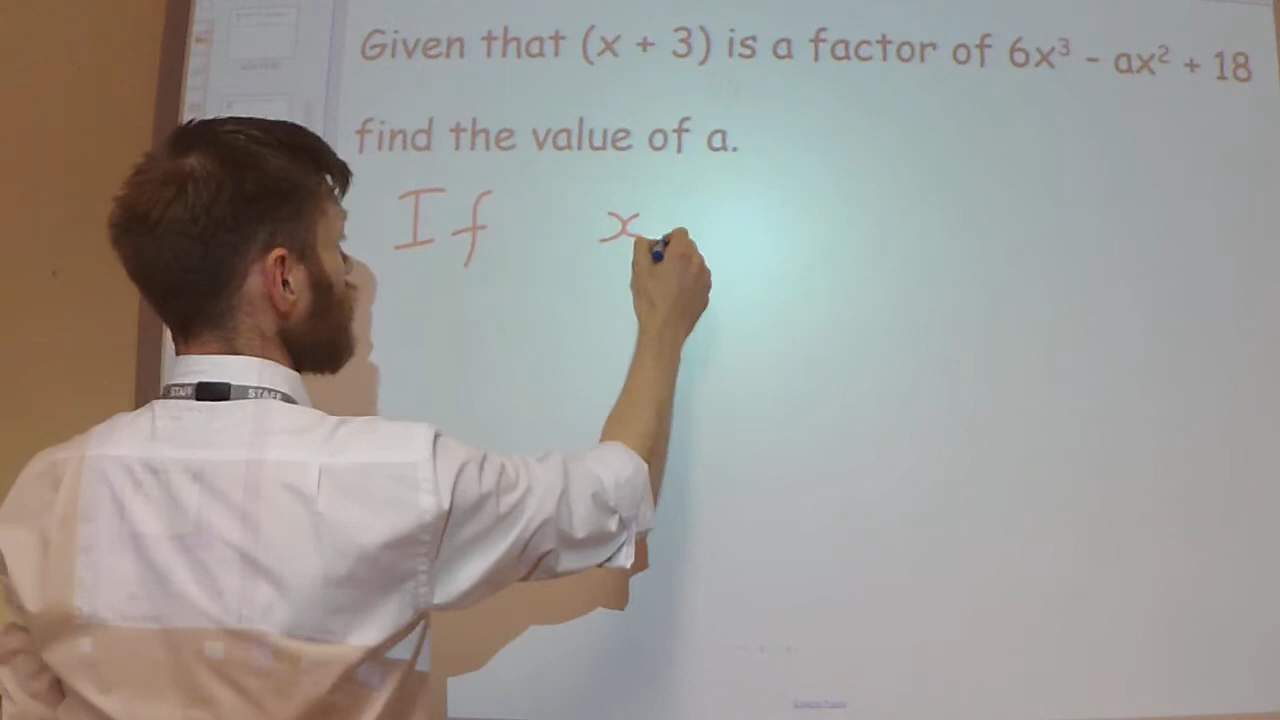 Given that (x + 3) is a factor of 6x³ - ax² + 18
find the value of a.
If x
STAFF STAFF